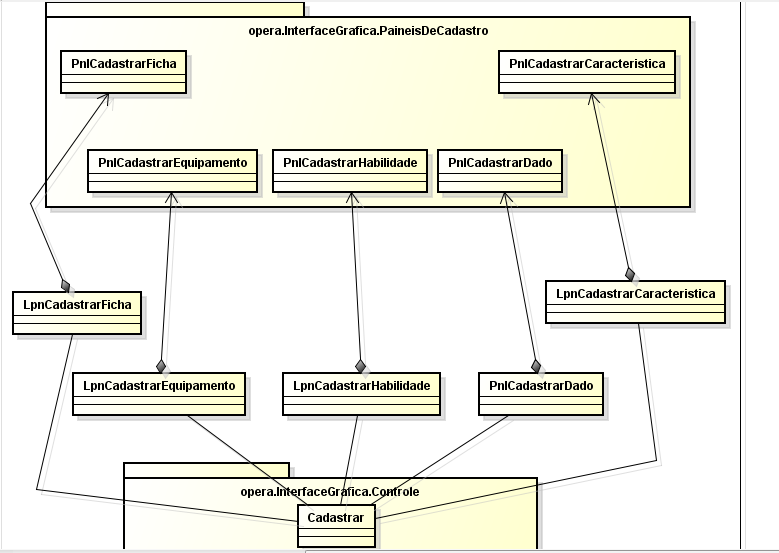 opera.InterfaceGrafica.PaineisDeCadastro
PnlCadastrarFicha
PnlCadastrarCaracteristica
PnlCadastrarEquipamento
PnlCadastrarHabilidade
PnlCadastrarDado
LpnCadastrarFicha
LpnCadastrarCaracteristica
LpnCadastrarEquipamento
LpnCadastrarHabilidade
PnlCadastrarDado
opera.InterfaceGrafica.Controle
Cadastrar